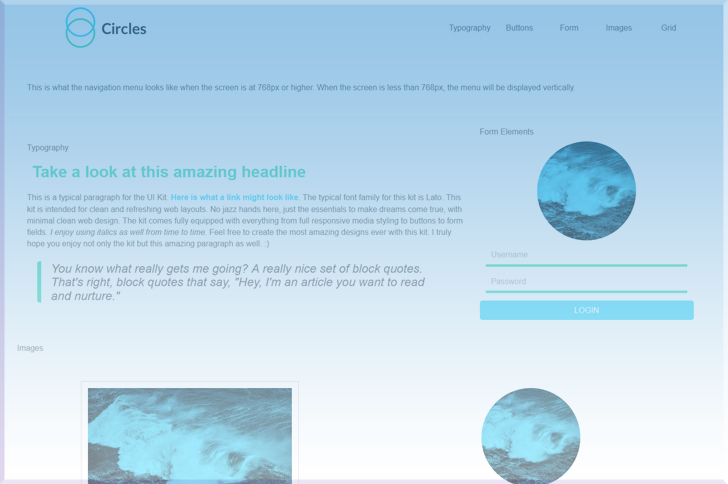 Circles
Typography Buttons Form Images Grid
This is what the navigation menu looks like when the screen is at 768px or higher. When the screen is less than 768px, the menu will be displayed vertically.
Typography
Take a look at this amazing headline
This is a typical paragraph for the UI Kit. Here is what a link might look like. The typical font family for this kit is Lato. This
kit is intended for clean and refreshing web layouts. No jazz hands here, just the essentials to make dreams come true, with
minimal clean web design. The kit comes fully equipped with everything from full responsive media styling to buttons to form
fields. I enjoy using italics as well from time to time. Feel free to create the most amazing designs ever with this kit. I truly
hope you enjoy not only the kit but this amazing paragraph as well. :)
You know what really gets me going? A really nice set of block quotes.
That's right, block quotes that say, "Hey, I'm an article you want to read
and nurture."
Form Elements
Username
Password
LOGIN
Images